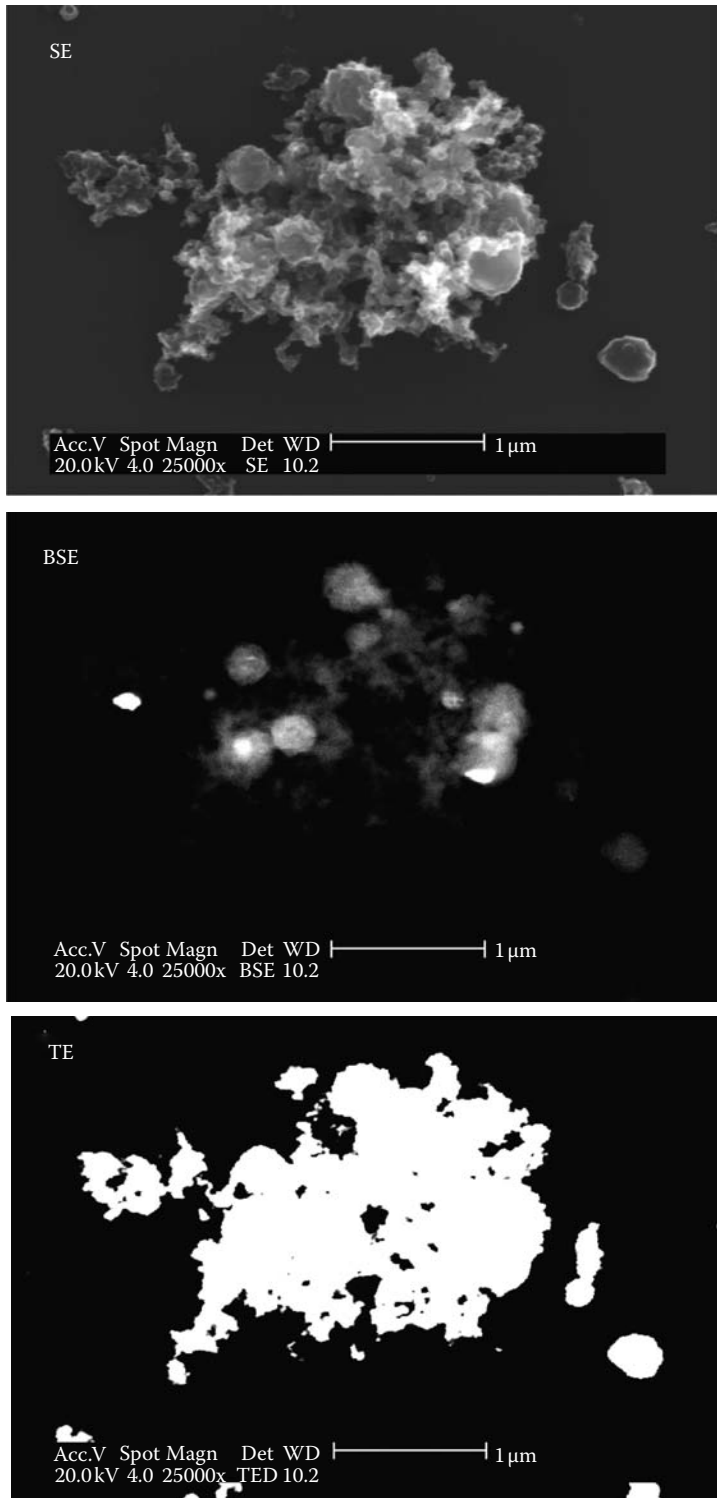 SE
Acc.V Spot Magn Det WD 1 µm
20.0 kV 4.0 25000x SE 10.2
BSE
Acc.V Spot Magn Det WD 1 µm
20.0 kV 4.0 25000x BSE 10.2
TE
Acc.V Spot Magn Det WD 1 µm
20.0 kV 4.0 25000x TED 10.2